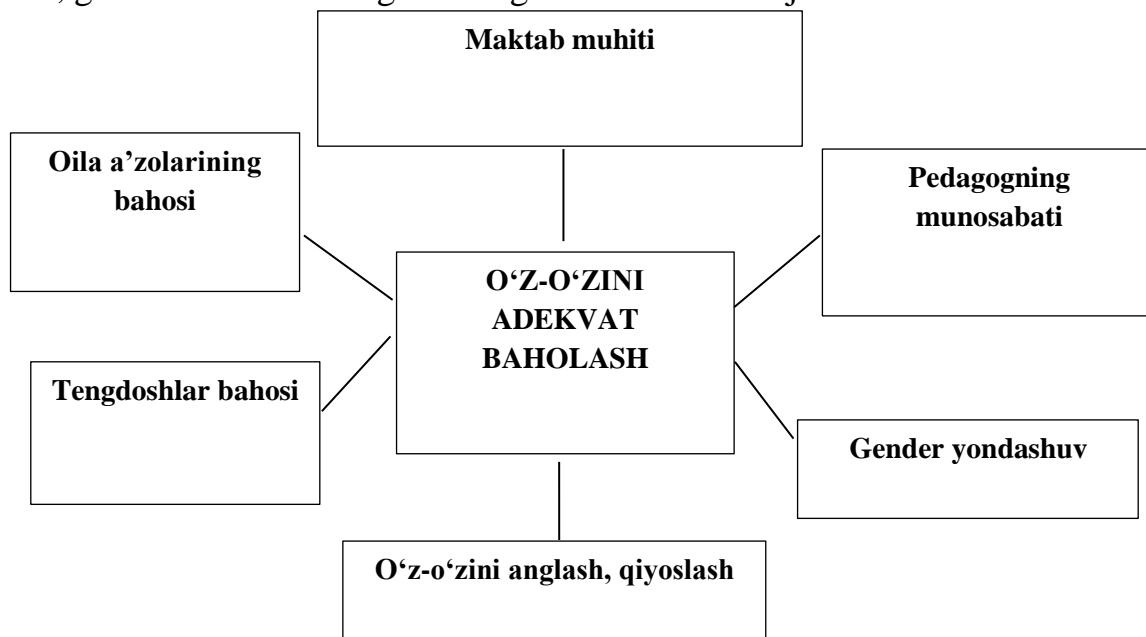 Maktab muhiti
Oila a’zolarining
bahosi
Pedagogning
munosabati
O‘Z-O‘ZINI
ADEKVAT
BAHOLASH
Tengdoshlar bahosi
Gender yondashuv
O‘z-o‘zini anglash, qiyoslash